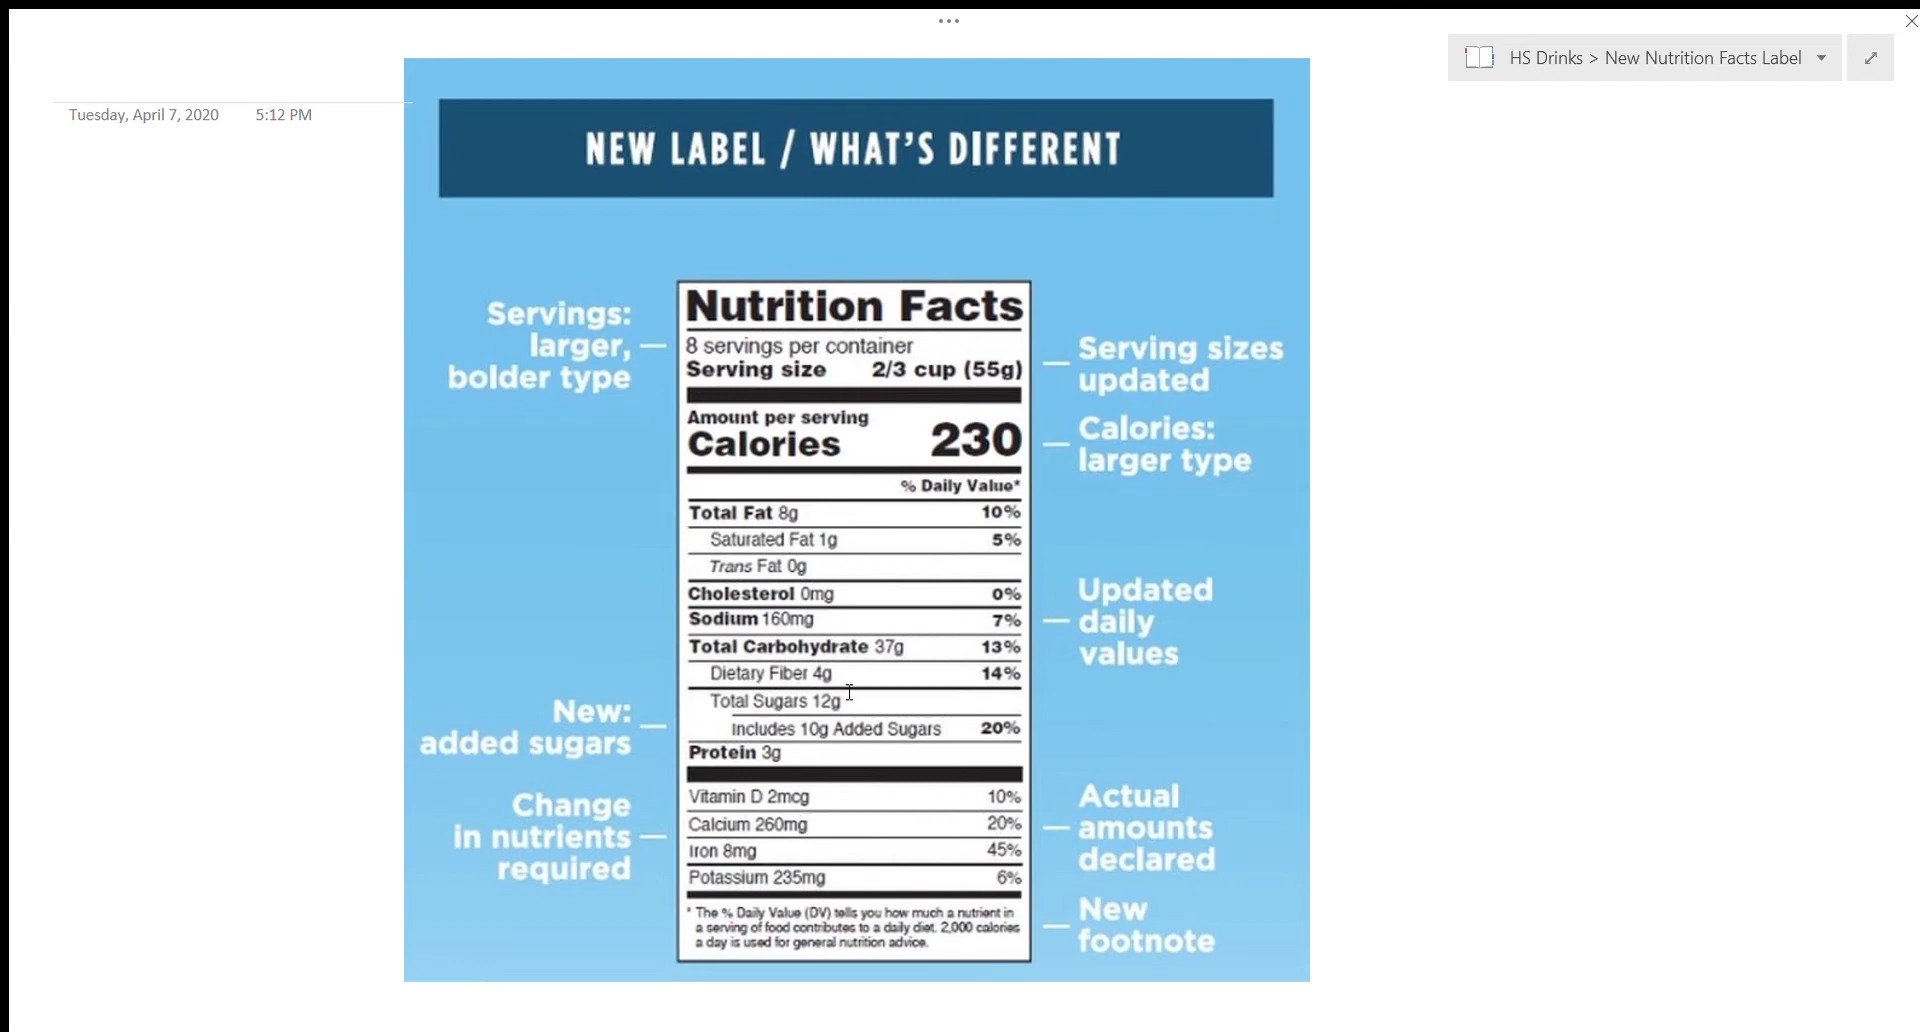 HS Drinks > New Nutrition Facts Label
Tuesday, April 7, 2020 5:12 PM
NEW LABEL / WHAT'S DIFFERENT
Servings:
larger,
bolder type
New:
added sugars
Change
in nutrients
required
Nutrition Facts
8 servings per container
Serving size 2/3 cup (55g)
Amount per serving
Calories 230
% Daily Value*
Total Fat 8g 10%
Saturated Fat 1g 5%
Trans Fat 0g
Cholesterol 0mg 0%
Sodium 160mg 7%
Total Carbohydrate 37g 13%
Dietary Fiber 4g 14%
Total Sugars 12g
Includes 10g Added Sugars 20%
Protein 3g
Vitamin D 2mcg 10%
Calcium 260mg 20%
Iron 8mg 45%
Potassium 235mg 6%
* The % Daily Value (DV) tells you how much a nutrient in
a serving of food contributes to a daily diet. 2,000 calories
a day is used for general nutrition advice.
Serving sizes
updated
Calories:
larger type
Updated
daily
values
Actual
amounts
declared
New
footnote